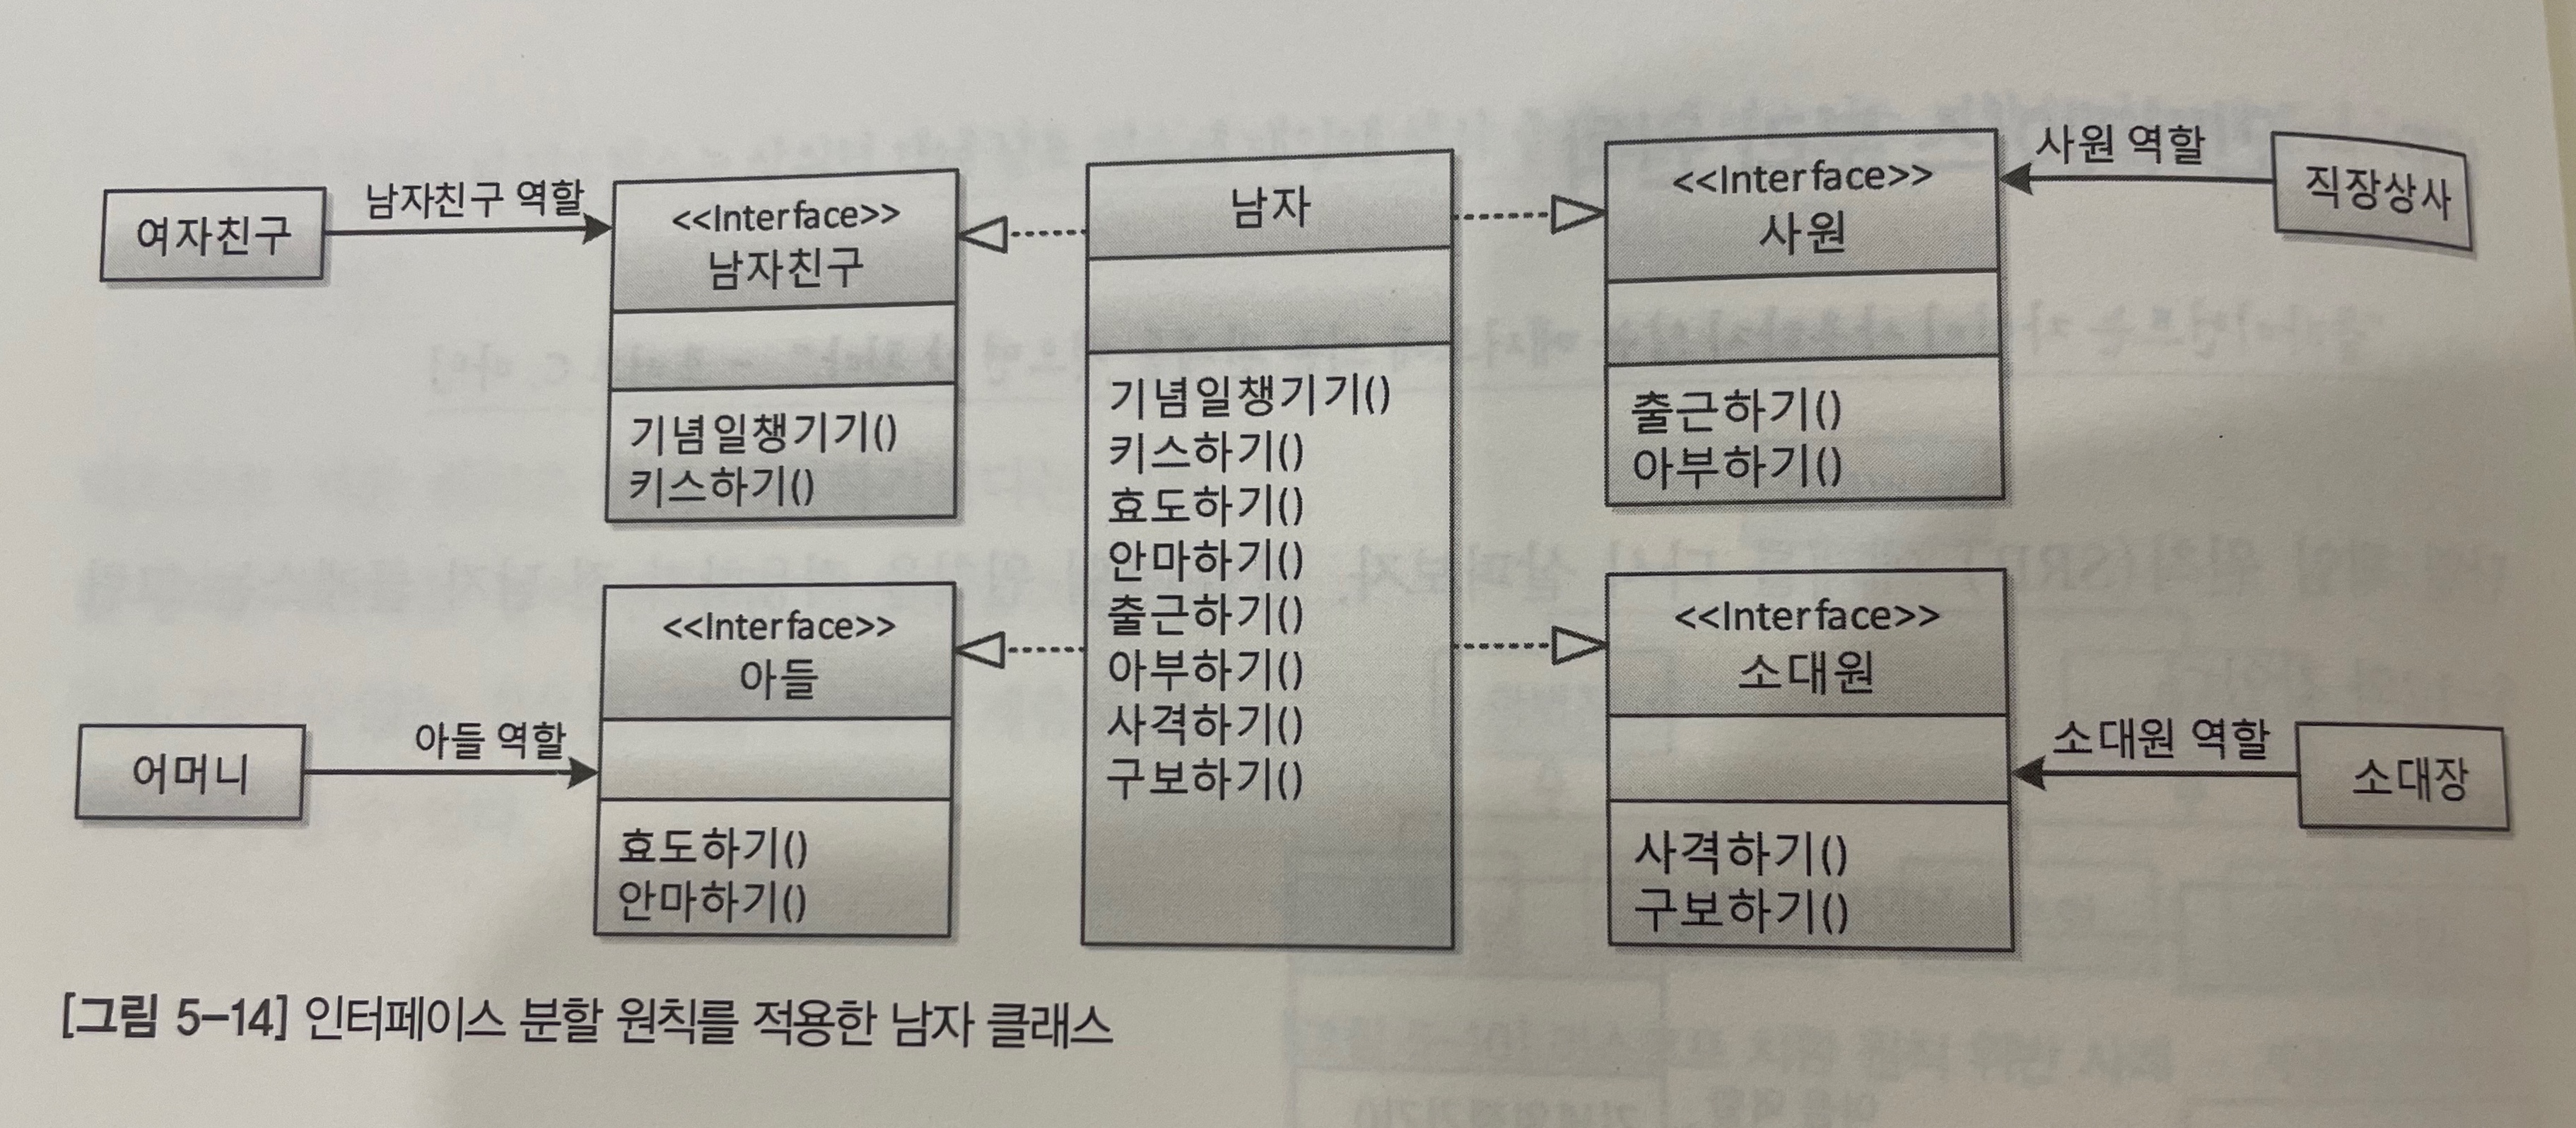 여자친구
남자친구 역할
<<Interface>>
남자친구
기념일챙기기()
키스하기()
어머니
아들 역할
<<Interface>>
아들
효도하기()
안마하기()
남자
기념일챙기기()
키스하기()
효도하기()
안마하기()
출근하기()
아부하기()
사격하기()
구보하기()
<<Interface>>
사원
출근하기()
아부하기()
사원 역할
직장상사
<<Interface>>
소대원
사격하기()
구보하기()
소대원 역할
소대장
[그림 5-14] 인터페이스 분할 원칙를 적용한 남자 클래스